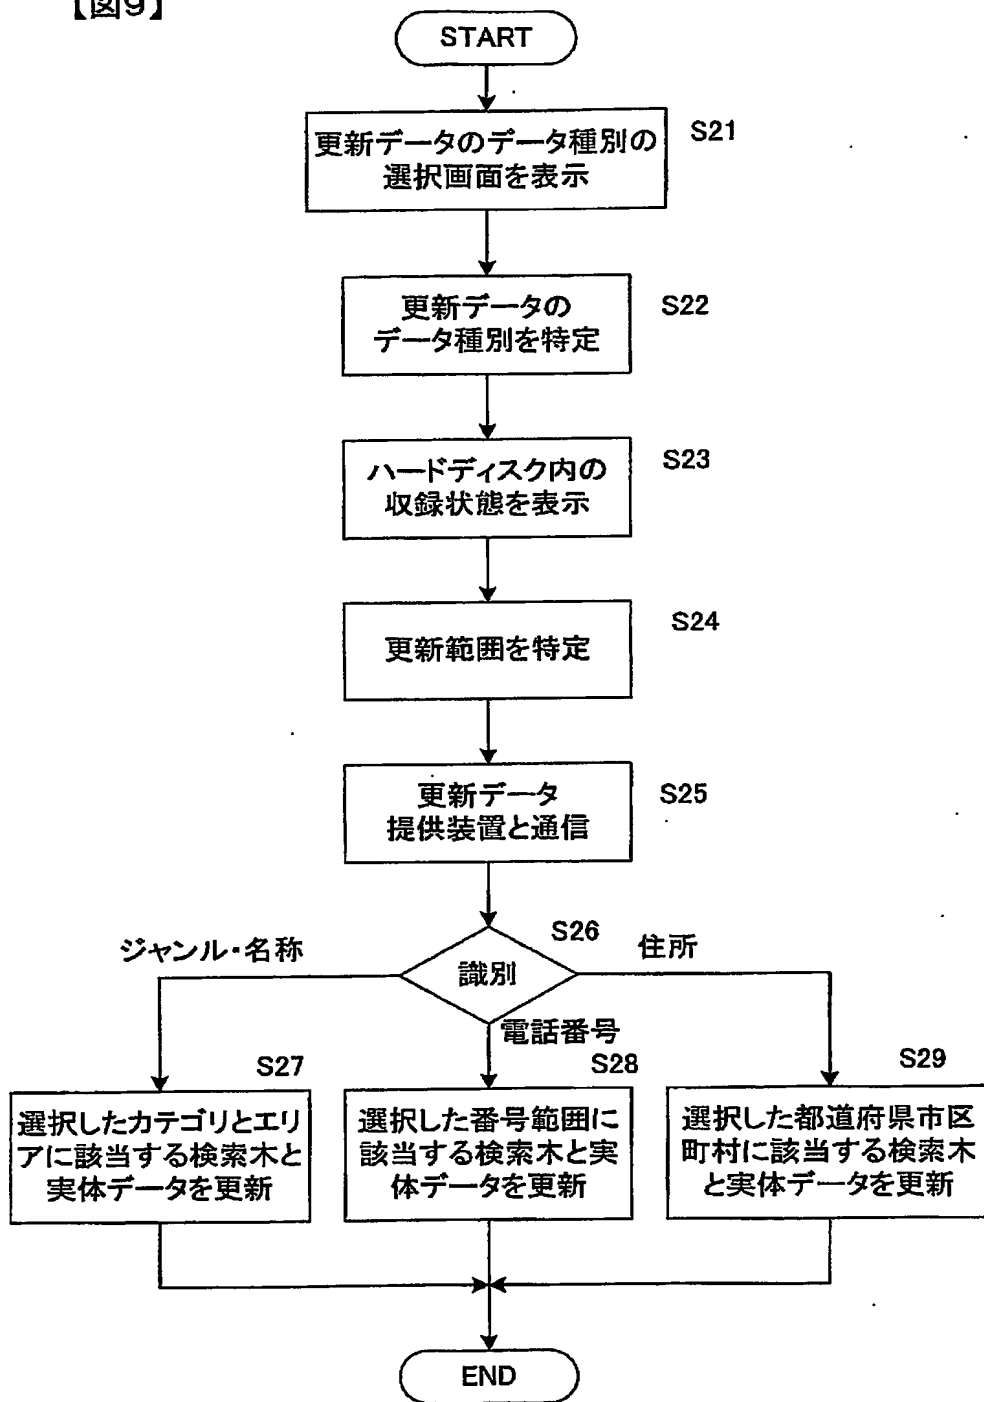 【図9】
START
更新データのデータ種別の
選択画面を表示
S21
更新データの
データ種別を特定
S22
ハードディスク内の
収録状態を表示
S23
更新範囲を特定
S24
更新データ
提供装置と通信
S25
識別
S26
ジャンル・名称
電話番号
住所
S27
選択したカテゴリとエリ
アに該当する検索木と
実体データを更新
S28
選択した番号範囲に
該当する検索木と実
体データを更新
S29
選択した都道府県市区
町村に該当する検索木
と実体データを更新
END